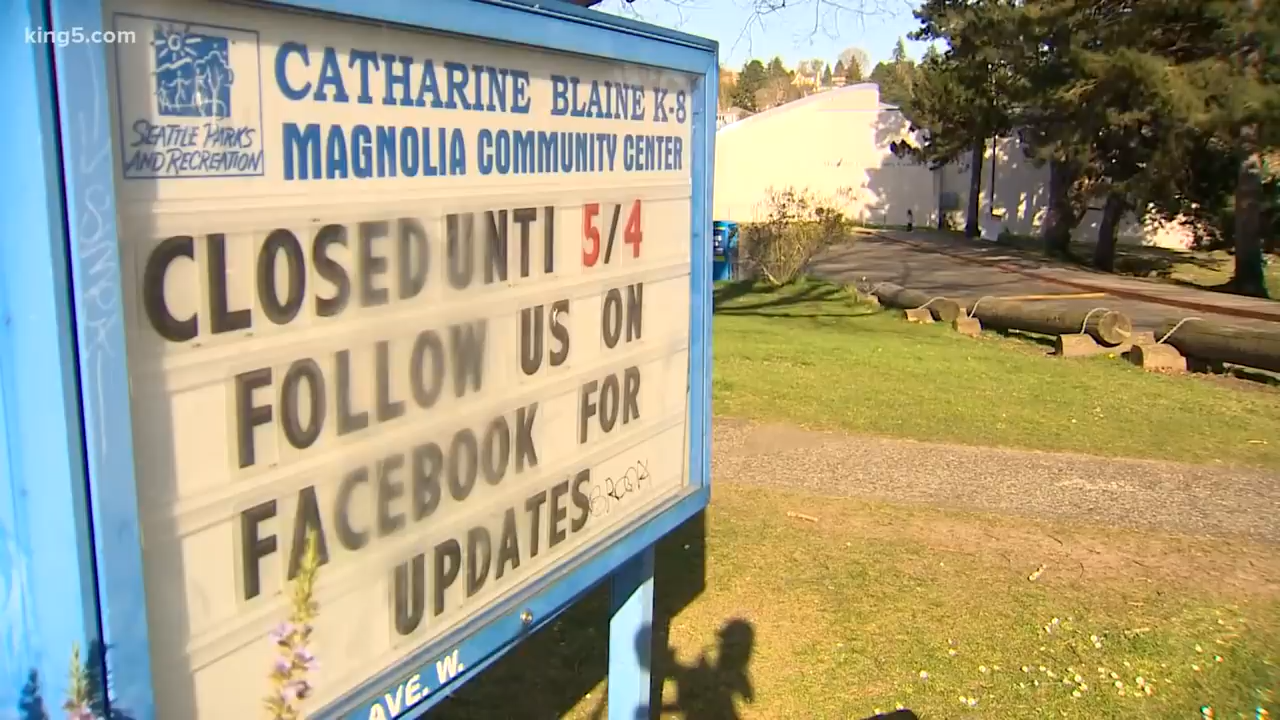 king5.com
SEATTLE PARKS
AND RECREATION
CATHARINE BLAINE K-8
MAGNOLIA COMMUNITY CENTER
CLOSED UNTI 5/4
FOLLOW US ON
FACEBOOK FOR
UPDATES
AVE. W.